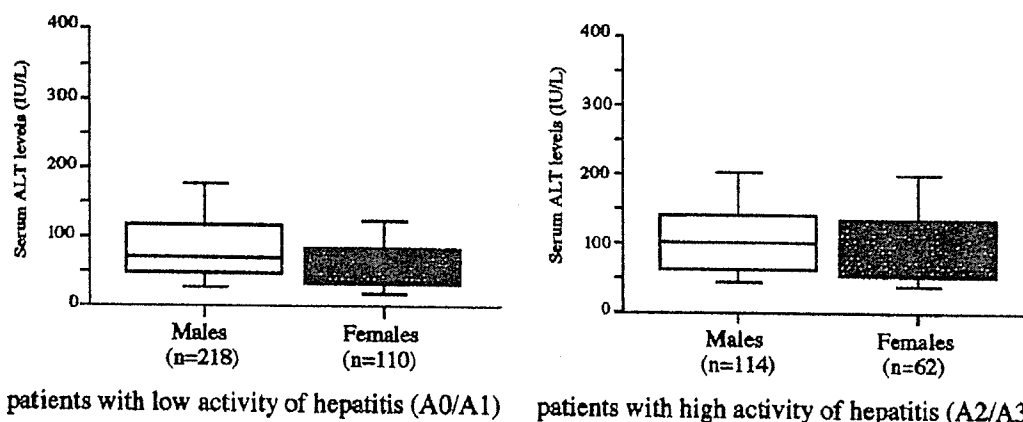 Serum ALT levels (IU/L)
400
300
200
100
0
Males
(n=218)
Females
(n=110)
patients with low activity of hepatitis (A0/A1)
Serum ALT levels (IU/L)
400
300
200
100
0
Males
(n=114)
Females
(n=62)
patients with high activity of hepatitis (A2/A3